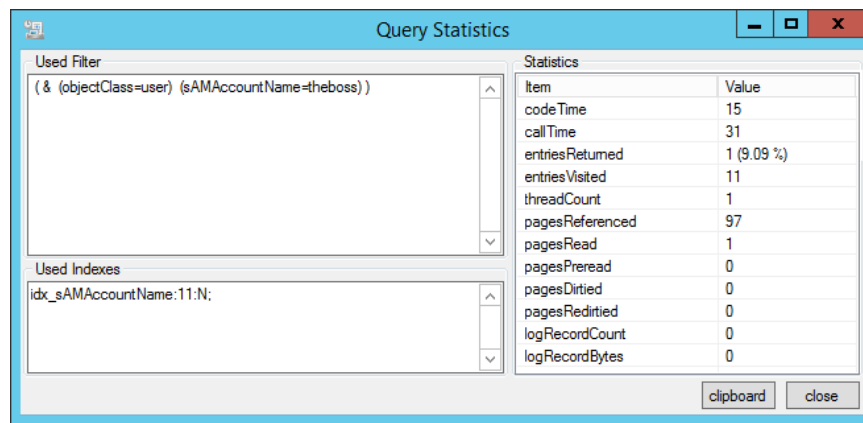 Query Statistics
Used Filter
( & (objectClass=user) (sAMAccountName=theboss) )
Used Indexes
idx_sAMAccountName:11:N;
Statistics
Item Value
codeTime 15
callTime 31
entriesReturned 1 (9.09 %)
entriesVisited 11
threadCount 1
pagesReferenced 97
pagesRead 1
pagesPreread 0
pagesDirtied 0
pagesRedirtied 0
logRecordCount 0
logRecordBytes 0
clipboard close